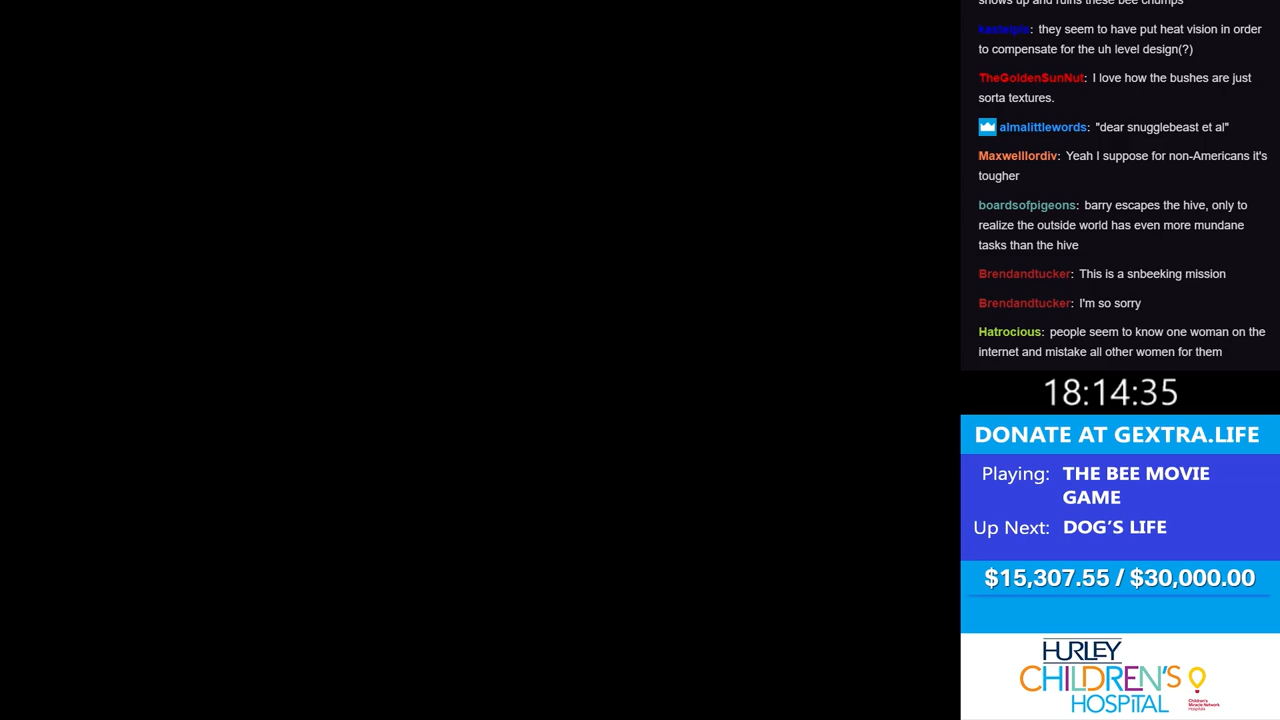 shows up and ruins these bee chumps
: they seem to have put heat vision in order
to compensate for the uh level design(?)
TheGoldenSunNut: I love how the bushes are just
sorta textures.
almalittlewords: "dear snugglebeast et al"
Maxwelllordiv: Yeah I suppose for non-Americans it's
tougher
boardsofpigeons: barry escapes the hive, only to
realize the outside world has even more mundane
tasks than the hive
Brendandtucker: This is a snbeeking mission
Brendandtucker: I'm so sorry
Hatrocious: people seem to know one woman on the
internet and mistake all other women for them
18:14:35
DONATE AT GEXTRA.LIFE
Playing: THE BEE MOVIE
GAME
Up Next: DOG'S LIFE
$15,307.55 / $30,000.00
HURLEY
CHILDREN'S
HOSPITAL
Children's
Miracle Network
Hospitals